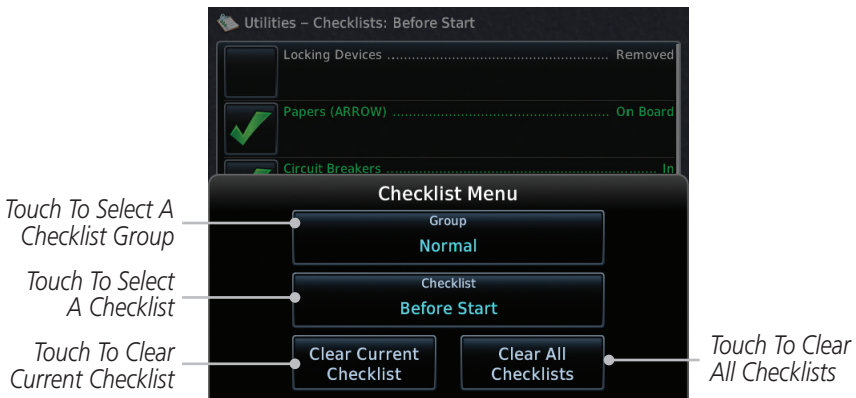 Utilities – Checklists: Before Start
Locking Devices ........................................................ Removed
Papers (ARROW) ....................................................... On Board
Circuit Breakers .................................................................... In
Checklist Menu
Touch To Select A
Checklist Group
Group
Normal
Touch To Select
A Checklist
Checklist
Before Start
Touch To Clear
Current Checklist
Clear Current
Checklist
Clear All
Checklists
Touch To Clear
All Checklists